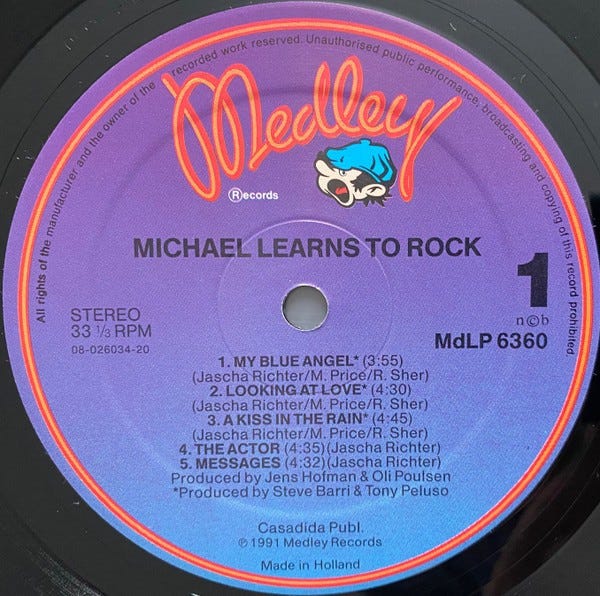 All rights of the manufacturer and the owner of the recorded work reserved. Unauthorised public performance, broadcasting and copying of this record prohibited.
Medley
Records
MICHAEL LEARNS TO ROCK
STEREO
33 ⅓ RPM
08-026034-20
1
n©b
MdLP 6360
1. MY BLUE ANGEL* (3:55)
(Jascha Richter/M. Price/R. Sher)
2. LOOKING AT LOVE* (4:30)
(Jascha Richter/M. Price/R. Sher)
3. A KISS IN THE RAIN* (4:45)
(Jascha Richter/M. Price/R. Sher)
4. THE ACTOR (4:35) (Jascha Richter)
5. MESSAGES (4:32) (Jascha Richter)
Produced by Jens Hofman & Oli Poulsen
*Produced by Steve Barri & Tony Peluso
Casadida Publ.
℗ 1991 Medley Records
Made in Holland